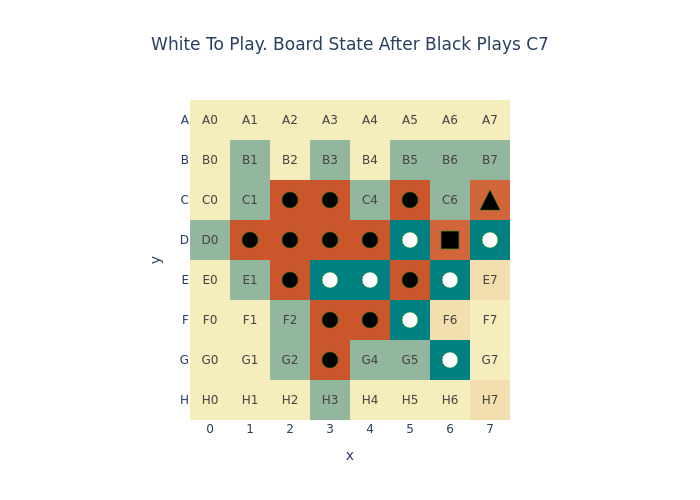 White To Play. Board State After Black Plays C7
A A0 A1 A2 A3 A4 A5 A6 A7
B B0 B1 B2 B3 B4 B5 B6 B7
C C0 C1 C4 C6
D D0
E E0 E1 E7
F F0 F1 F2 F6 F7
G G0 G1 G2 G4 G5 G7
H H0 H1 H2 H3 H4 H5 H6 H7
0 1 2 3 4 5 6 7
x
y